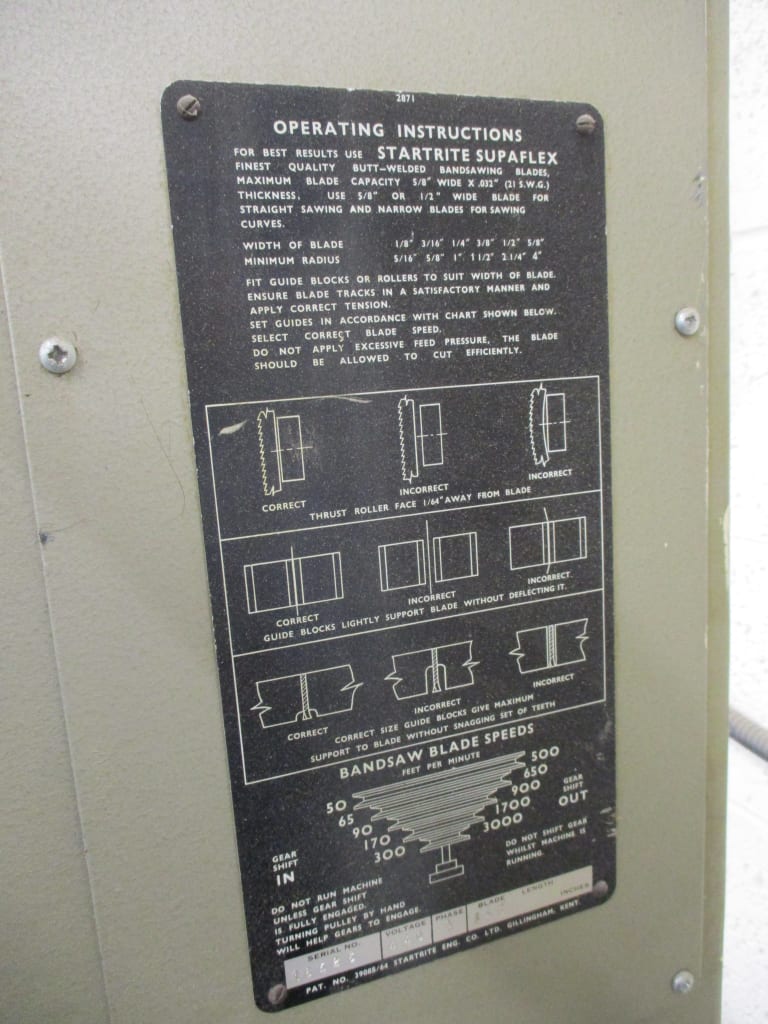 2871
OPERATING INSTRUCTIONS
FOR BEST RESULTS USE STARTRITE SUPAFLEX
FINEST QUALITY BUTT-WELDED BANDSAWING BLADES,
MAXIMUM BLADE CAPACITY 5/8" WIDE X .032" (21 S.W.G.)
THICKNESS, USE 5/8" OR 1/2" WIDE BLADE FOR
STRAIGHT SAWING AND NARROW BLADES FOR SAWING
CURVES.
WIDTH OF BLADE 1/8" 3/16" 1/4" 3/8" 1/2" 5/8"
MINIMUM RADIUS 5/16" 5/8" 1" 1 1/2" 2.1/4" 4"
FIT GUIDE BLOCKS OR ROLLERS TO SUIT WIDTH OF BLADE.
ENSURE BLADE TRACKS IN A SATISFACTORY MANNER AND
APPLY CORRECT TENSION.
SET GUIDES IN ACCORDANCE WITH CHART SHOWN BELOW.
SELECT CORRECT BLADE SPEED.
DO NOT APPLY EXCESSIVE FEED PRESSURE, THE BLADE
SHOULD BE ALLOWED TO CUT EFFICIENTLY.
CORRECT INCORRECT INCORRECT
THRUST ROLLER FACE 1/64" AWAY FROM BLADE
CORRECT INCORRECT INCORRECT.
GUIDE BLOCKS LIGHTLY SUPPORT BLADE WITHOUT DEFLECTING IT.
CORRECT INCORRECT INCORRECT
CORRECT SIZE GUIDE BLOCKS GIVE MAXIMUM
SUPPORT TO BLADE WITHOUT SNAGGING SET OF TEETH
BANDSAW BLADE SPEEDS
FEET PER MINUTE
50 500
65 650
90 900
170 1700
300 3000
GEAR
SHIFT
OUT
GEAR
SHIFT
IN
DO NOT SHIFT GEAR
WHILST MACHINE IS
RUNNING.
DO NOT RUN MACHINE
UNLESS GEAR SHIFT
IS FULLY ENGAGED.
TURNING PULLEY BY HAND
WILL HELP GEARS TO ENGAGE.
SERIAL NO. VOLTAGE PHASE BLADE LENGTH INCHES
PAT. NO. 39088/64 STARTRITE ENG. CO. LTD. GILLINGHAM, KENT.